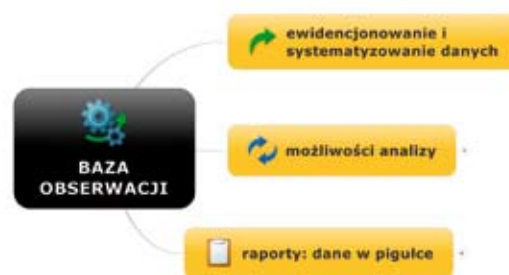 ewidencjonowanie i
systematyzowanie danych
BAZA
OBSERWACJI
możliwości analizy
raporty: dane w pigułce